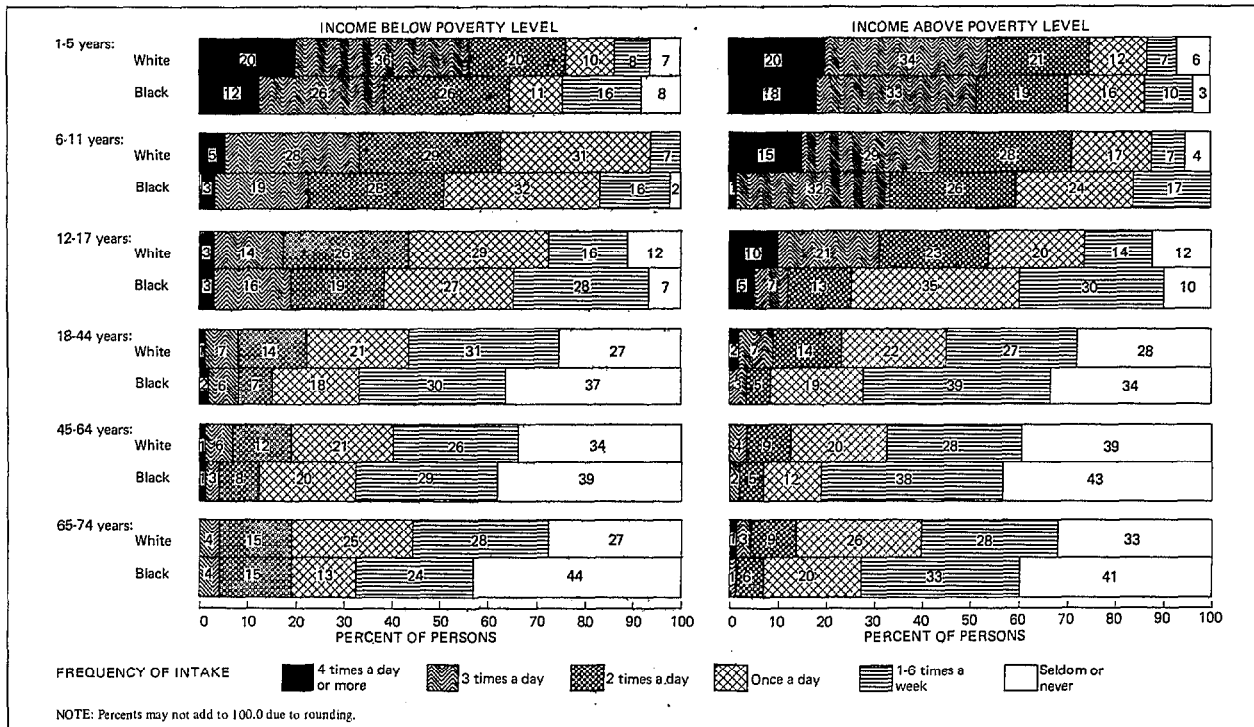 INCOME BELOW POVERTY LEVEL INCOME ABOVE POVERTY LEVEL
1-5 years:
White 20 36 20 10 8 7 20 34 21 12 7 6
Black 12 26 26 11 16 8 18 33 19 16 10 3
6-11 years:
White 5 28 29 31 7 15 29 28 17 7 4
Black 3 19 28 32 16 2 1 32 26 24 17
12-17 years:
White 3 14 26 29 16 12 10 21 23 20 14 12
Black 3 16 19 27 28 7 5 7 13 35 30 10
18-44 years:
White 1 7 14 21 31 27 2 7 14 22 27 28
Black 2 6 7 18 30 37 3 5 19 39 34
45-64 years:
White 1 6 12 21 26 34 4 9 20 28 39
Black 1 3 8 20 29 39 2 5 12 38 43
65-74 years:
White 4 15 25 28 27 1 3 9 26 28 33
Black 4 15 13 24 44 1 6 20 33 41
0 10 20 30 40 50 60 70 80 90 100 0 10 20 30 40 50 60 70 80 90 100
PERCENT OF PERSONS PERCENT OF PERSONS
FREQUENCY OF INTAKE 4 times a day or more 3 times a day 2 times a day Once a day 1-6 times a week Seldom or never
NOTE: Percents may not add to 100.0 due to rounding.